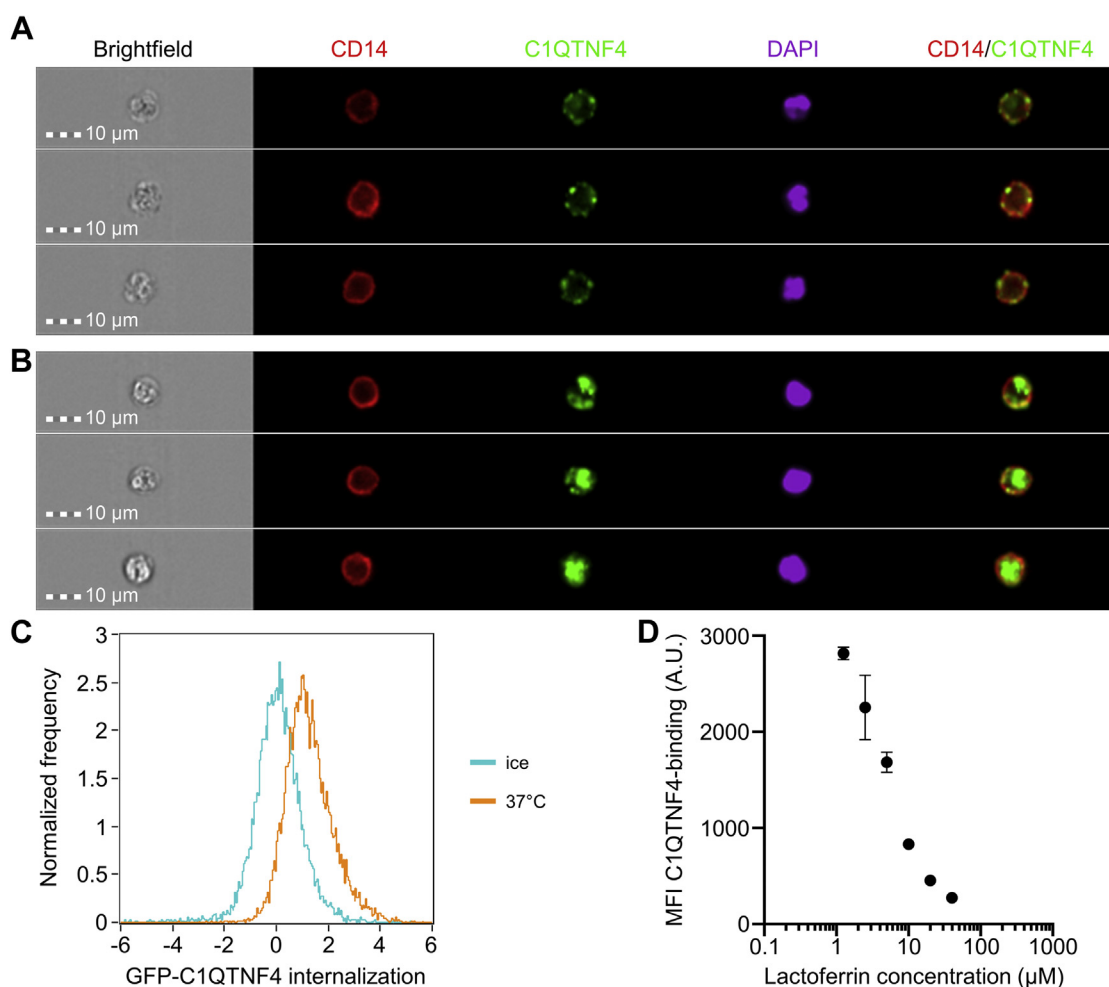 A
Brightfield CD14 C1QTNF4 DAPI CD14/C1QTNF4
10 µm
10 µm
10 µm
B
10 µm
10 µm
10 µm
C
Normalized frequency
3
2.5
2
1.5
1
0.5
0
-6 -4 -2 0 2 4 6
GFP-C1QTNF4 internalization
ice
37°C
D
MFI C1QTNF4-binding (A.U.)
3000
2000
1000
0
0.1 1 10 100 1000
Lactoferrin concentration (µM)